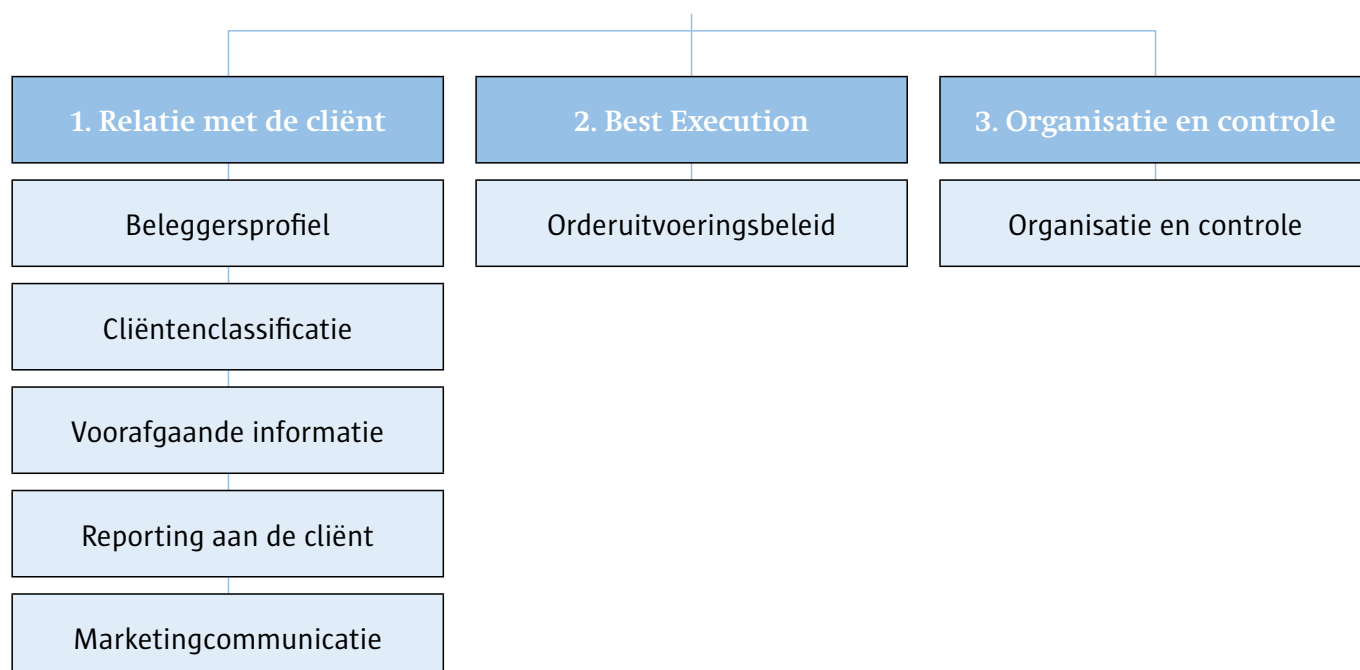 1. Relatie met de cliënt
Beleggersprofiel
Cliëntenclassificatie
Voorafgaande informatie
Reporting aan de cliënt
Marketingcommunicatie
2. Best Execution
Orderuitvoeringsbeleid
3. Organisatie en controle
Organisatie en controle